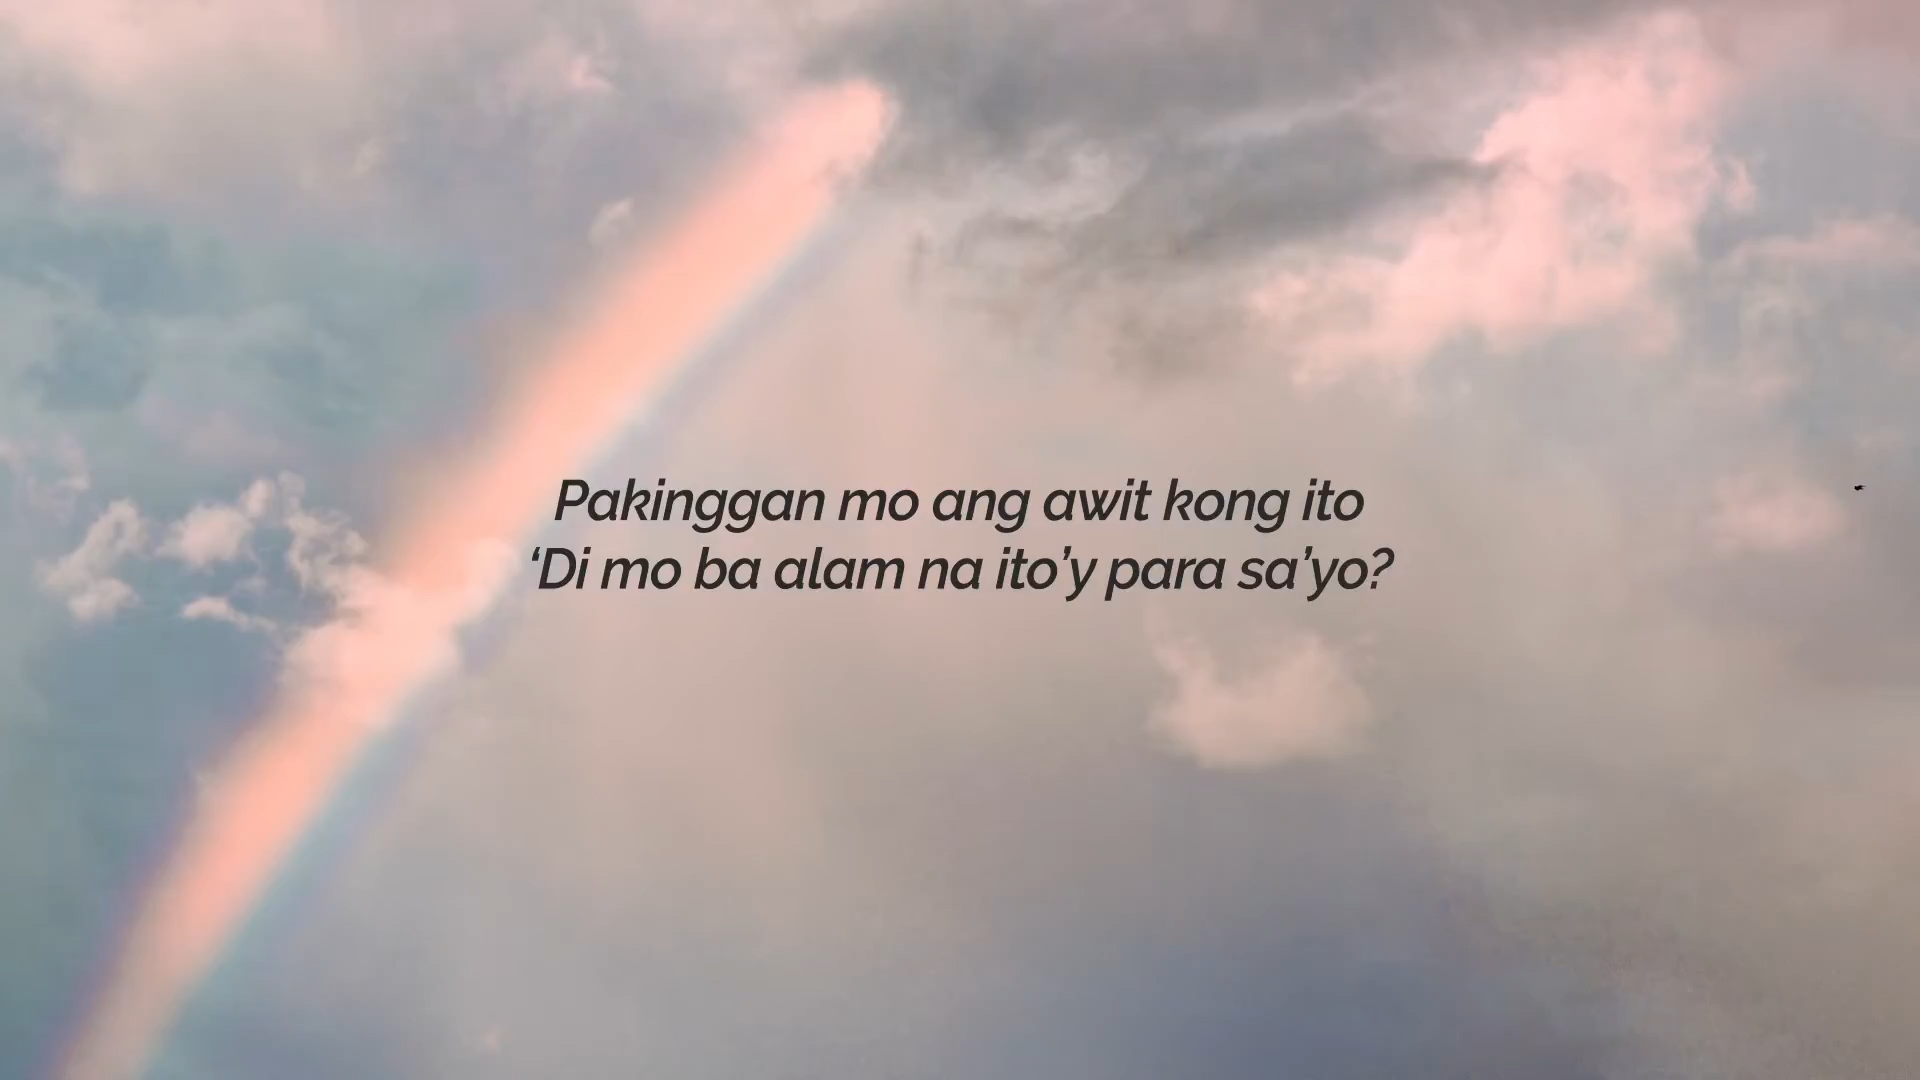 Pakinggan mo ang awit kong ito
‘Di mo ba alam na ito’y para sa’yo?